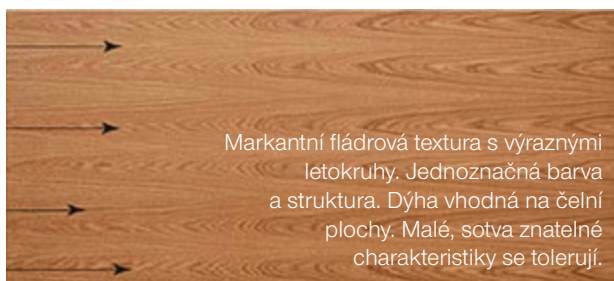 Markantní fládrová textura s výraznými
letokruhy. Jednoznačná barva
a struktura. Dýha vhodná na čelní
plochy. Malé, sotva znatelné
charakteristiky se tolerují.